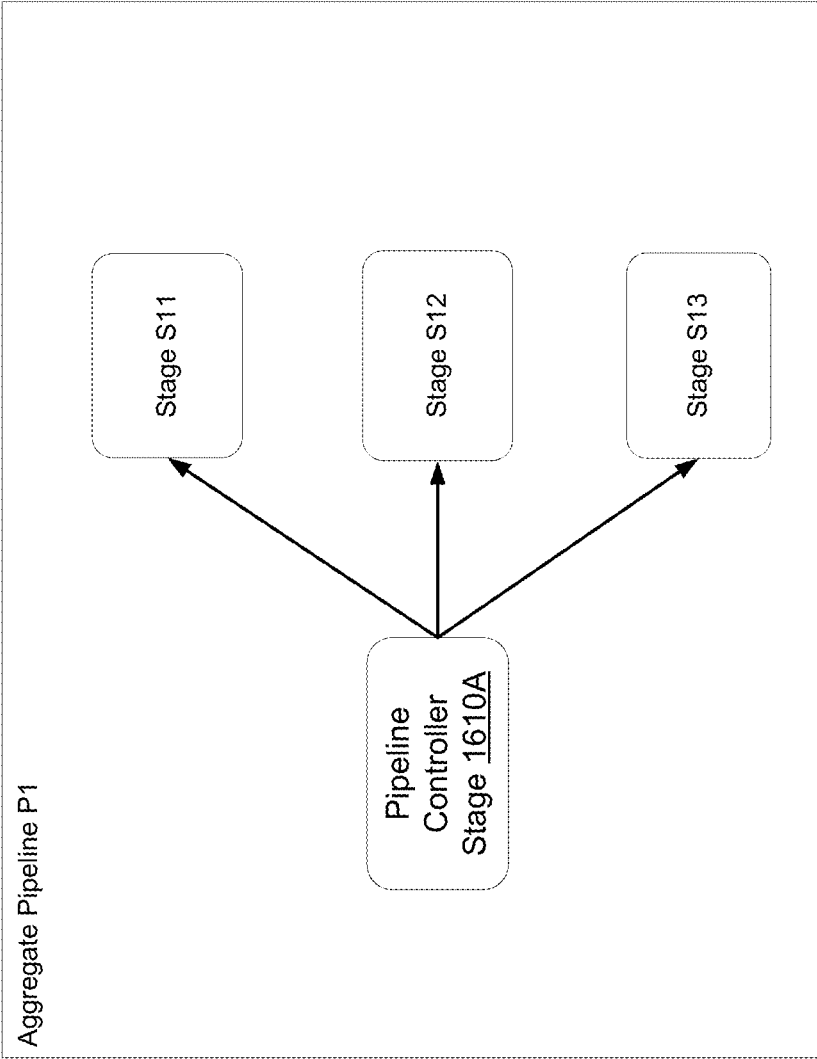 Aggregate Pipeline P1
Pipeline
Controller
Stage 1610A
Stage S11
Stage S12
Stage S13